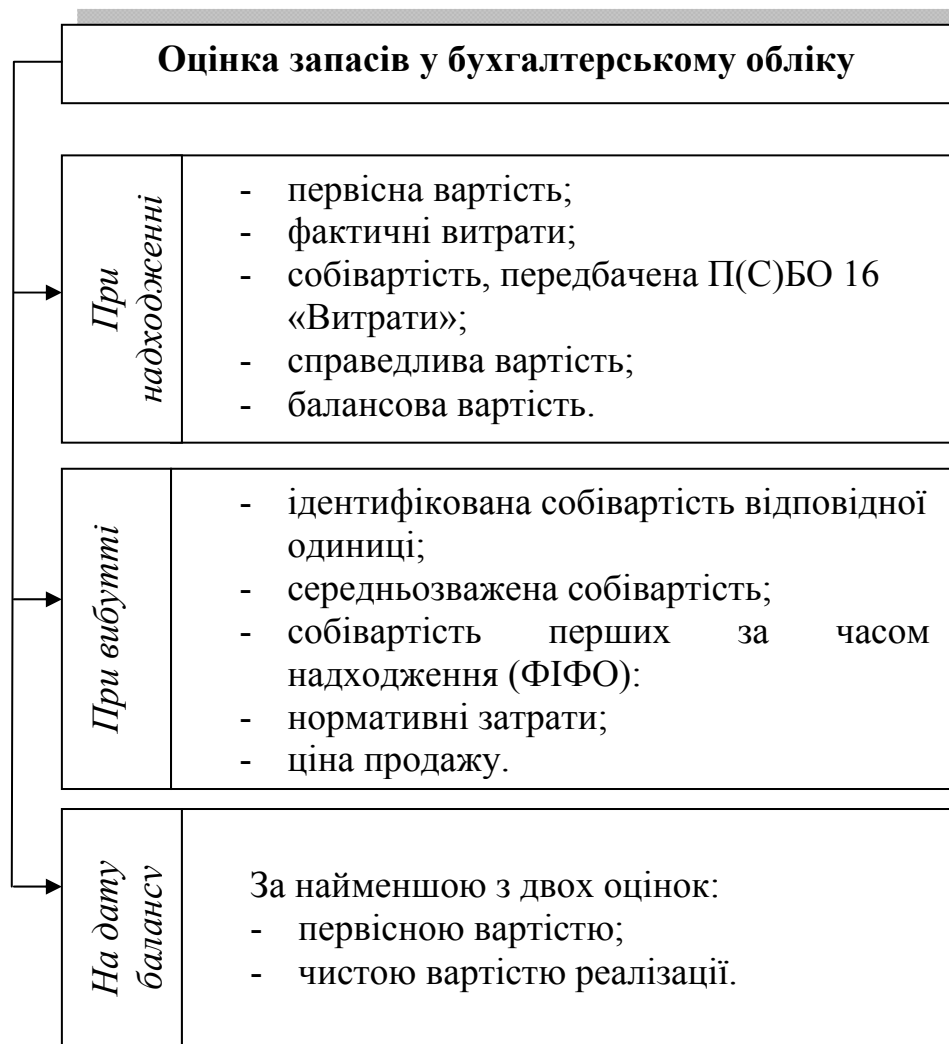 Оцінка запасів у бухгалтерському обліку
При
надходженні
- первісна вартість;
- фактичні витрати;
- собівартість, передбачена П(С)БО 16
«Витрати»;
- справедлива вартість;
- балансова вартість.
При вибутті
- ідентифікована собівартість відповідної
одиниці;
- середньозважена собівартість;
- собівартість перших за часом
надходження (ФІФО):
- нормативні затрати;
- ціна продажу.
На дату
балансу
За найменшою з двох оцінок:
- первісною вартістю;
- чистою вартістю реалізації.